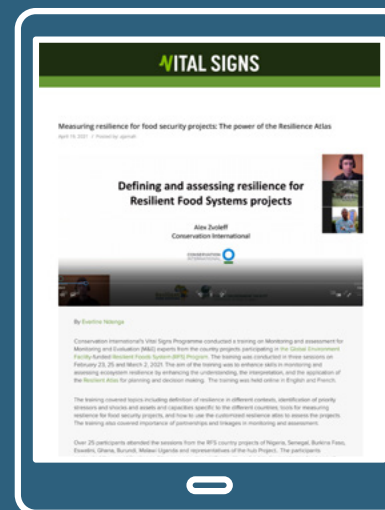 VITAL SIGNS
Measuring resilience for food security projects: The power of the Resilience Atlas
Defining and assessing resilience for
Resilient Food Systems projects
Alex Zvoleff
Conservation International
CONSERVATION
INTERNATIONAL
By Evarline Ndenga
Conservation International's Vital Signs Programme conducted a training on Monitoring and assessment for
Monitoring and Evaluation (M&E) experts from the country projects participating in the Global Environment
Facility-funded Resilient Foods System (RFS) Program. The training was conducted in three sessions on
February 23, 25 and March 2, 2021. The aim of the training was to enhance skills in monitoring and
assessing ecosystem resilience by enhancing the understanding, the interpretation, and the application of
the Resilient Atlas for planning and decision making. The training was held online in English and French.
The training covered topics including definition of resilience in different contexts, identification of priority
stressors and shocks and assets and capacities specific to the different countries; tools for measuring
resilience for food security projects, and how to use the customized resilience atlas to assess the projects.
The training also covered importance of partnerships and linkages in monitoring and assessment.
Over 25 participants attended the sessions from the RFS country projects of Nigeria, Senegal, Burkina Faso,
Eswatini, Ghana, Burundi, Malawi Uganda and representatives of the hub Project. The participants